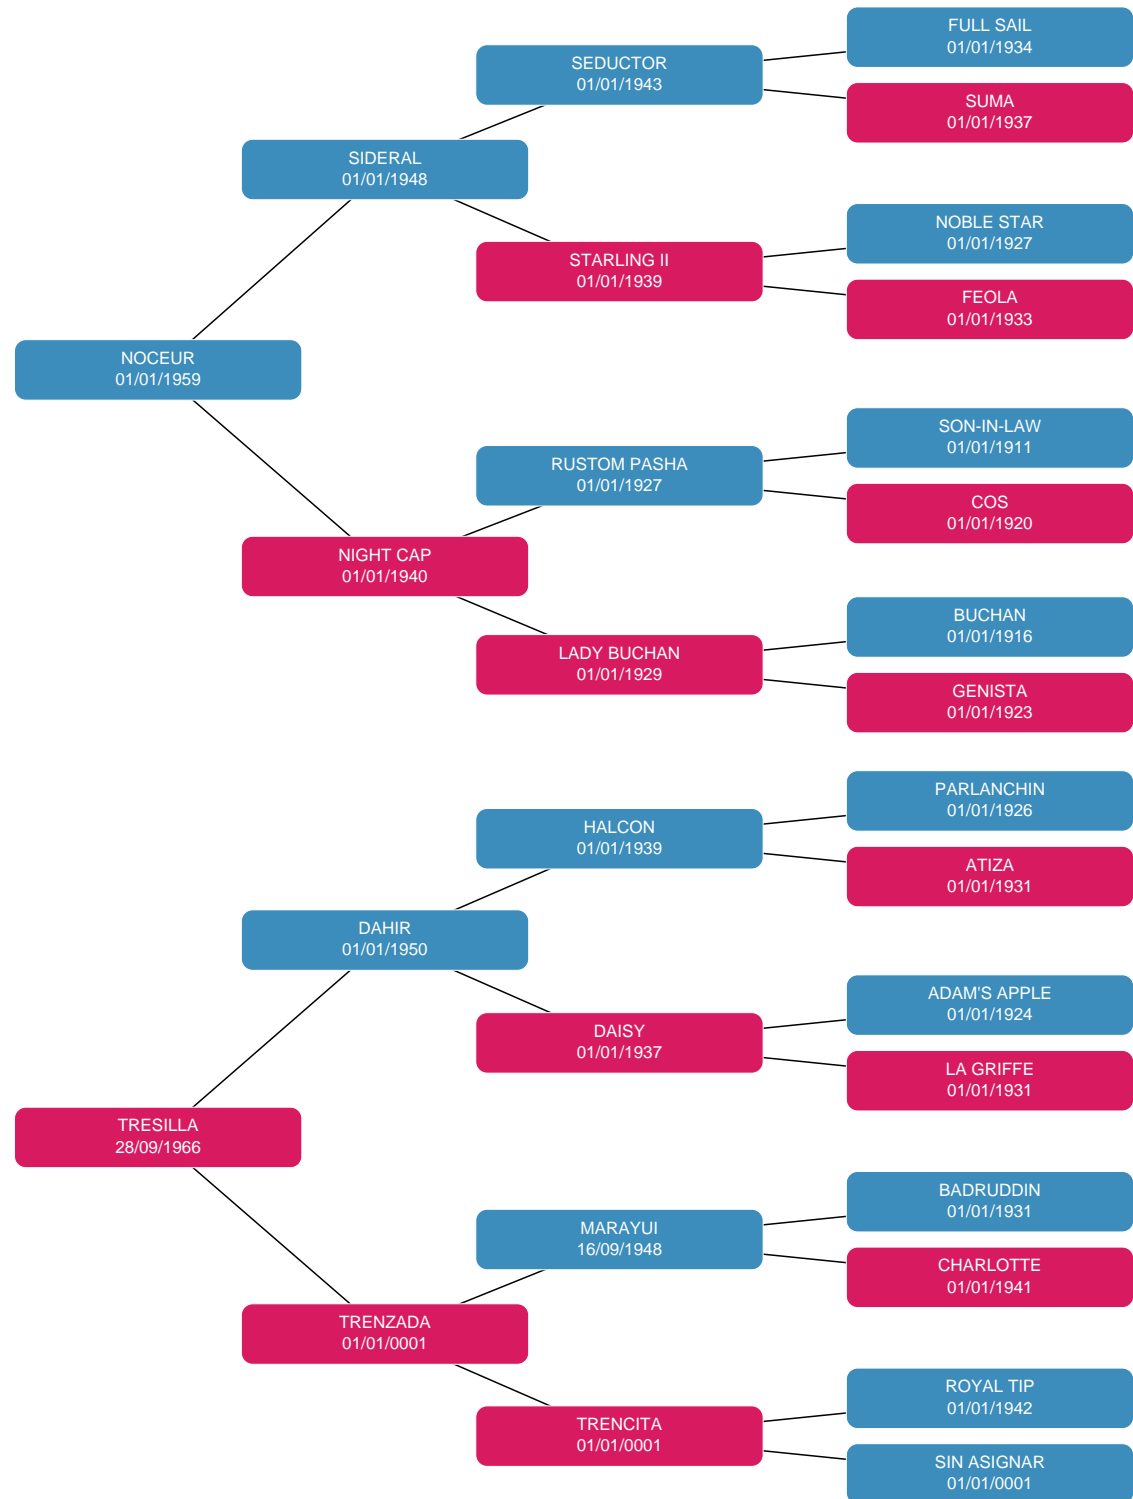 FULL SAIL
01/01/1934
SEDUCTOR
01/01/1943
SUMA
01/01/1937
SIDERAL
01/01/1948
NOBLE STAR
01/01/1927
STARLING II
01/01/1939
FEOLA
01/01/1933
NOCEUR
01/01/1959
SON-IN-LAW
01/01/1911
RUSTOM PASHA
01/01/1927
COS
01/01/1920
NIGHT CAP
01/01/1940
BUCHAN
01/01/1916
LADY BUCHAN
01/01/1929
GENISTA
01/01/1923
PARLANCHIN
01/01/1926
HALCON
01/01/1939
ATIZA
01/01/1931
DAHIR
01/01/1950
ADAM'S APPLE
01/01/1924
DAISY
01/01/1937
LA GRIFFE
01/01/1931
TRESILLA
28/09/1966
BADRUDDIN
01/01/1931
MARAYUI
16/09/1948
CHARLOTTE
01/01/1941
TRENZADA
01/01/0001
ROYAL TIP
01/01/1942
TRENCITA
01/01/0001
SIN ASIGNAR
01/01/0001